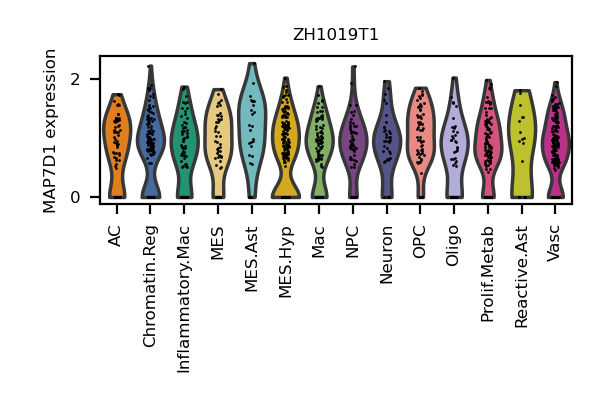 ZH1019T1
MAP7D1 expression
2
0
AC
Chromatin.Reg
Inflammatory.Mac
MES
MES.Ast
MES.Hyp
Mac
NPC
Neuron
OPC
Oligo
Prolif.Metab
Reactive.Ast
Vasc